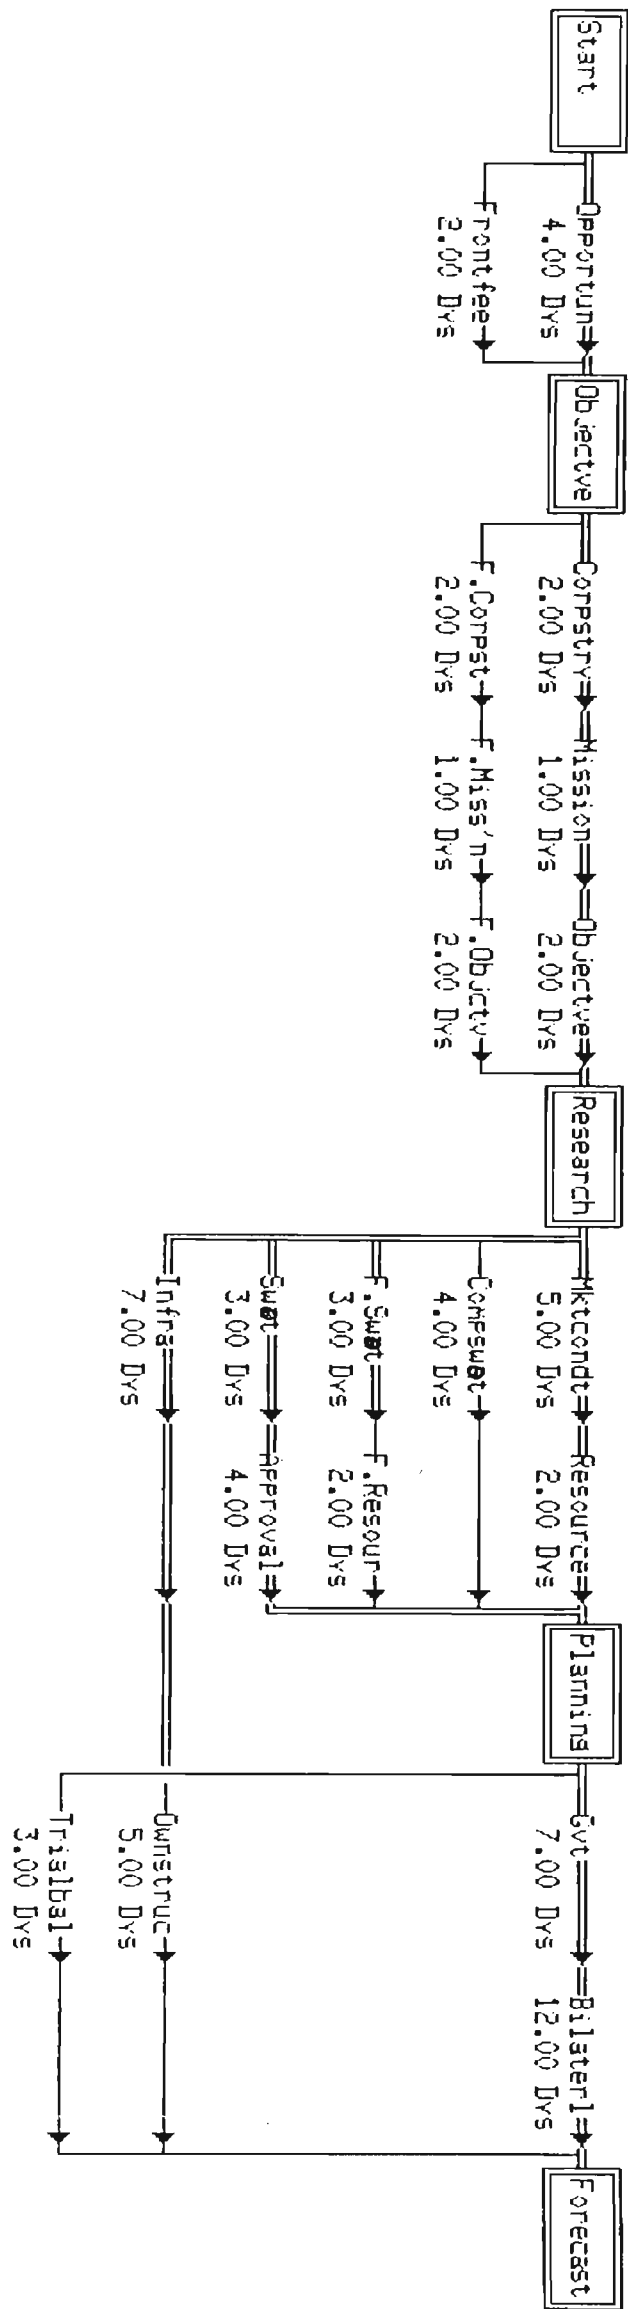 Start
Opportun
4.00 Dys
Frontfee
2.00 Dys
Objectve
Corpstry
2.00 Dys
Mission
1.00 Dys
Objectve
2.00 Dys
F.Corpst
2.00 Dys
F.Miss'n
1.00 Dys
F.Objctv
2.00 Dys
Research
Mktcondt
5.00 Dys
Resource
2.00 Dys
Compswot
4.00 Dys
F.Swot
3.00 Dys
F.Resour
2.00 Dys
Swot
3.00 Dys
Approval
4.00 Dys
Infra
7.00 Dys
Planning
Gvt
7.00 Dys
Bilaterl
12.00 Dys
Ownstruc
5.00 Dys
Trialbal
3.00 Dys
Forecast